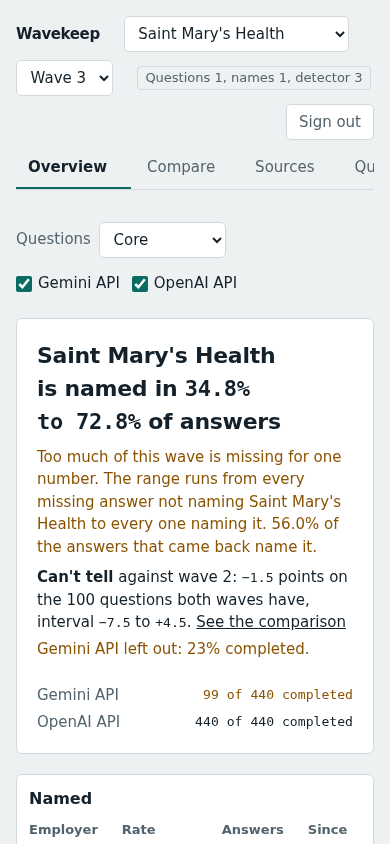 Wavekeep
Saint Mary's Health
Wave 3
Questions 1, names 1, detector 3
Sign out
Overview Compare Sources Qu
Questions Core
Gemini API OpenAI API
Saint Mary's Health
is named in 34.8%
to 72.8% of answers
Too much of this wave is missing for one
number. The range runs from every
missing answer not naming Saint Mary's
Health to every one naming it. 56.0% of
the answers that came back name it.
Can't tell against wave 2: −1.5 points on
the 100 questions both waves have,
interval −7.5 to +4.5. See the comparison
Gemini API left out: 23% completed.
Gemini API 99 of 440 completed
OpenAI API 440 of 440 completed
Named
Employer Rate Answers Since